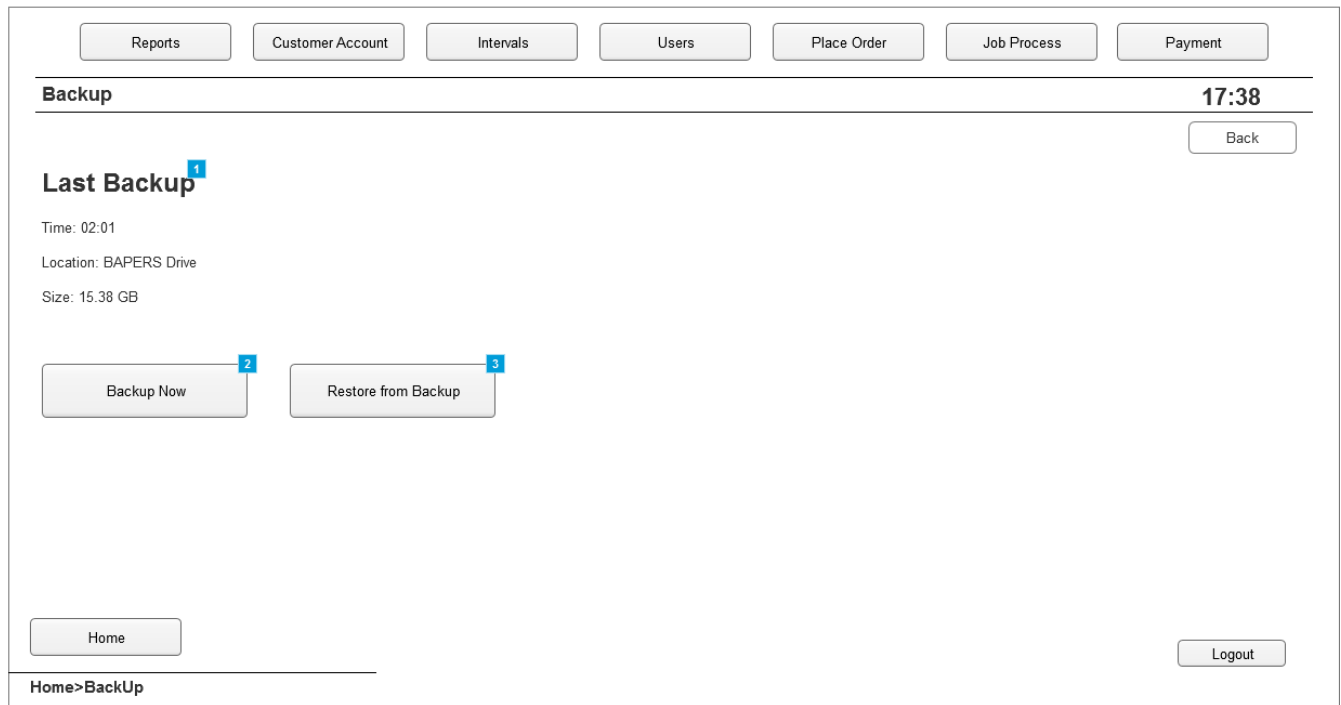 Reports Customer Account Intervals Users Place Order Job Process Payment
Backup 17:38
Back
Last Backup 1
Time: 02:01
Location: BAPERS Drive
Size: 15.38 GB
2 3
Backup Now Restore from Backup
Home
Logout
Home>BackUp